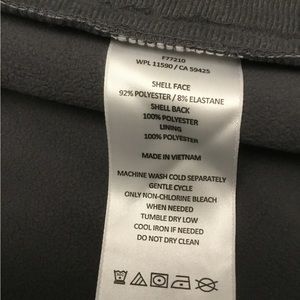 F77210
WPL 11590 / CA 59425
SHELL FACE
92% POLYESTER / 8% ELASTANE
SHELL BACK
100% POLYESTER
LINING
100% POLYESTER
MADE IN VIETNAM
MACHINE WASH COLD SEPARATELY
GENTLE CYCLE
ONLY NON-CHLORINE BLEACH
WHEN NEEDED
TUMBLE DRY LOW
COOL IRON IF NEEDED
DO NOT DRY CLEAN